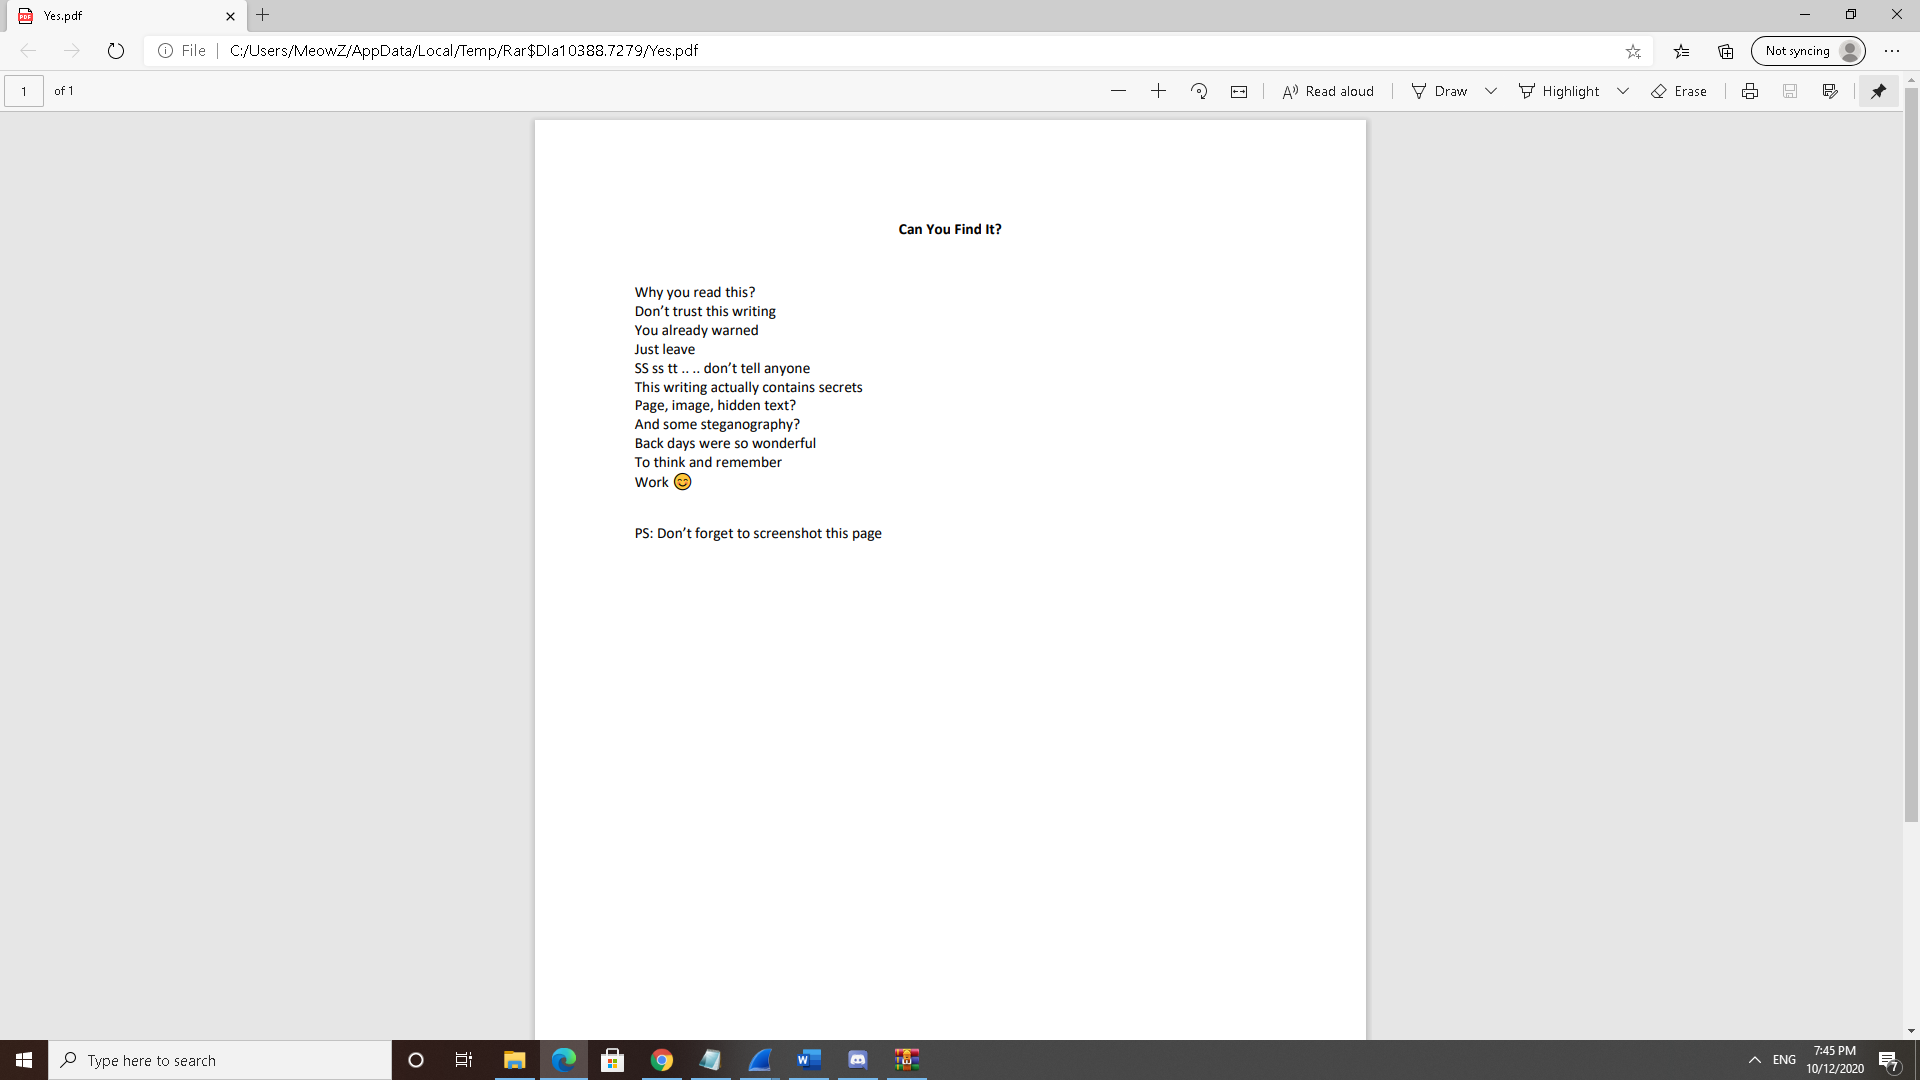 Yes.pdf
File
C:/Users/MeowZ/AppData/Local/Temp/Rar$DIa10388.7279/Yes.pdf
Not syncing
1 of 1
Read aloud
Draw
Highlight
Erase
Can You Find It?
Why you read this?
Don’t trust this writing
You already warned
Just leave
SS ss tt .. .. don’t tell anyone
This writing actually contains secrets
Page, image, hidden text?
And some steganography?
Back days were so wonderful
To think and remember
Work 😊
PS: Don’t forget to screenshot this page
Type here to search
ENG
7:45 PM
10/12/2020
7